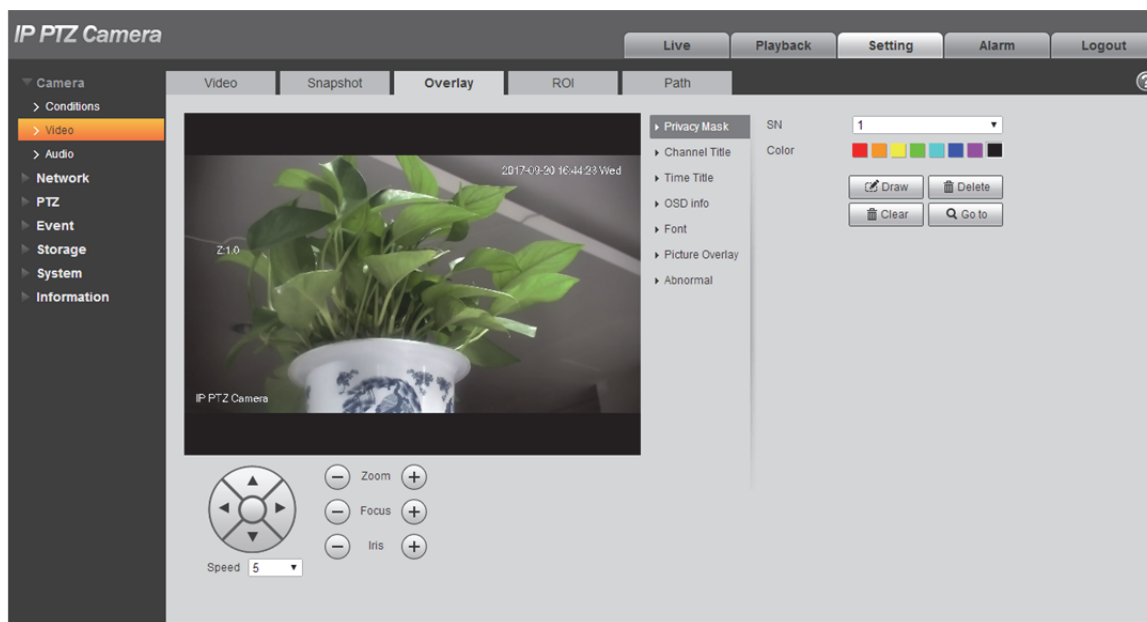 IP PTZ Camera
Live Playback Setting Alarm Logout
Camera
Conditions
Video
Audio
Network
PTZ
Event
Storage
System
Information
Video Snapshot Overlay ROI Path
?
2017-09-20 16:44:23 Wed
Z:1.0
IP PTZ Camera
Privacy Mask
Channel Title
Time Title
OSD info
Font
Picture Overlay
Abnormal
SN 1
Color
Draw Delete
Clear Go to
Zoom
Focus
Iris
Speed 5